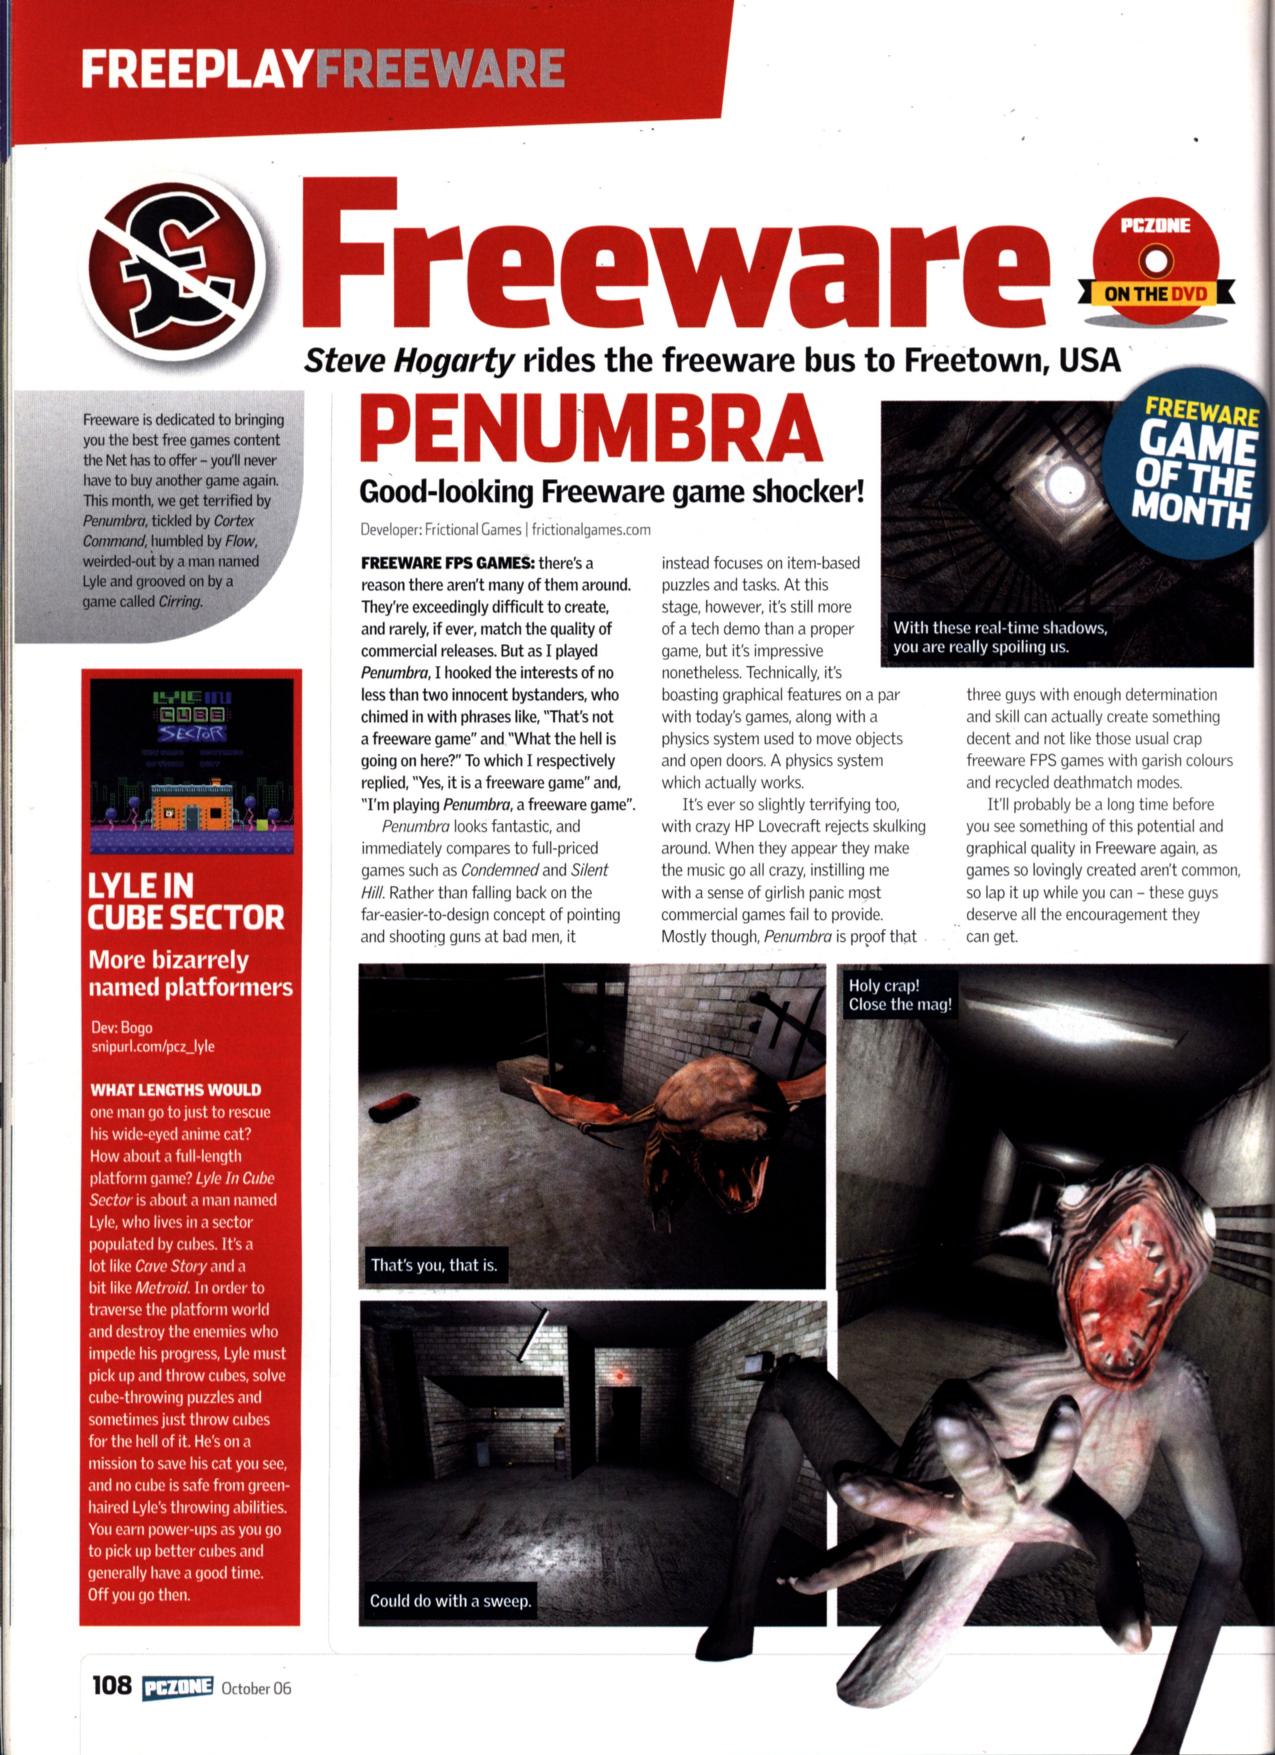 FREEPLAYFREEWARE
Freeware
PCZONE
ON THE DVD
Steve Hogarty rides the freeware bus to Freetown, USA
Freeware is dedicated to bringing
you the best free games content
the Net has to offer – you'll never
have to buy another game again.
This month, we get terrified by
Penumbra, tickled by Cortex
Command, humbled by Flow,
weirded-out by a man named
Lyle and grooved on by a
game called Cirring.
LYLE IN
CUBE
SECTOR
LYLE IN
CUBE SECTOR
More bizarrely
named platformers
Dev: Bogo
snipurl.com/pcz_lyle
WHAT LENGTHS WOULD
one man go to just to rescue
his wide-eyed anime cat?
How about a full-length
platform game? Lyle In Cube
Sector is about a man named
Lyle, who lives in a sector
populated by cubes. It's a
lot like Cave Story and a
bit like Metroid. In order to
traverse the platform world
and destroy the enemies who
impede his progress, Lyle must
pick up and throw cubes, solve
cube-throwing puzzles and
sometimes just throw cubes
for the hell of it. He's on a
mission to save his cat you see,
and no cube is safe from green-
haired Lyle's throwing abilities.
You earn power-ups as you go
to pick up better cubes and
generally have a good time.
Off you go then.
PENUMBRA
Good-looking Freeware game shocker!
Developer: Frictional Games | frictionalgames.com
FREEWARE FPS GAMES: there's a
reason there aren't many of them around.
They're exceedingly difficult to create,
and rarely, if ever, match the quality of
commercial releases. But as I played
Penumbra, I hooked the interests of no
less than two innocent bystanders, who
chimed in with phrases like, "That's not
a freeware game" and "What the hell is
going on here?" To which I respectively
replied, "Yes, it is a freeware game" and,
"I'm playing Penumbra, a freeware game".
Penumbra looks fantastic, and
immediately compares to full-priced
games such as Condemned and Silent
Hill. Rather than falling back on the
far-easier-to-design concept of pointing
and shooting guns at bad men, it
instead focuses on item-based
puzzles and tasks. At this
stage, however, it's still more
of a tech demo than a proper
game, but it's impressive
nonetheless. Technically, it's
boasting graphical features on a par
with today's games, along with a
physics system used to move objects
and open doors. A physics system
which actually works.
It's ever so slightly terrifying too,
with crazy HP Lovecraft rejects skulking
around. When they appear they make
the music go all crazy, instilling me
with a sense of girlish panic most
commercial games fail to provide.
Mostly though, Penumbra is proof that
three guys with enough determination
and skill can actually create something
decent and not like those usual crap
freeware FPS games with garish colours
and recycled deathmatch modes.
It'll probably be a long time before
you see something of this potential and
graphical quality in Freeware again, as
games so lovingly created aren't common,
so lap it up while you can – these guys
deserve all the encouragement they
can get.
FREEWARE
GAME
OF THE
MONTH
With these real-time shadows,
you are really spoiling us.
That's you, that is.
Holy crap!
Close the mag!
Could do with a sweep.
108 PCZONE October 06